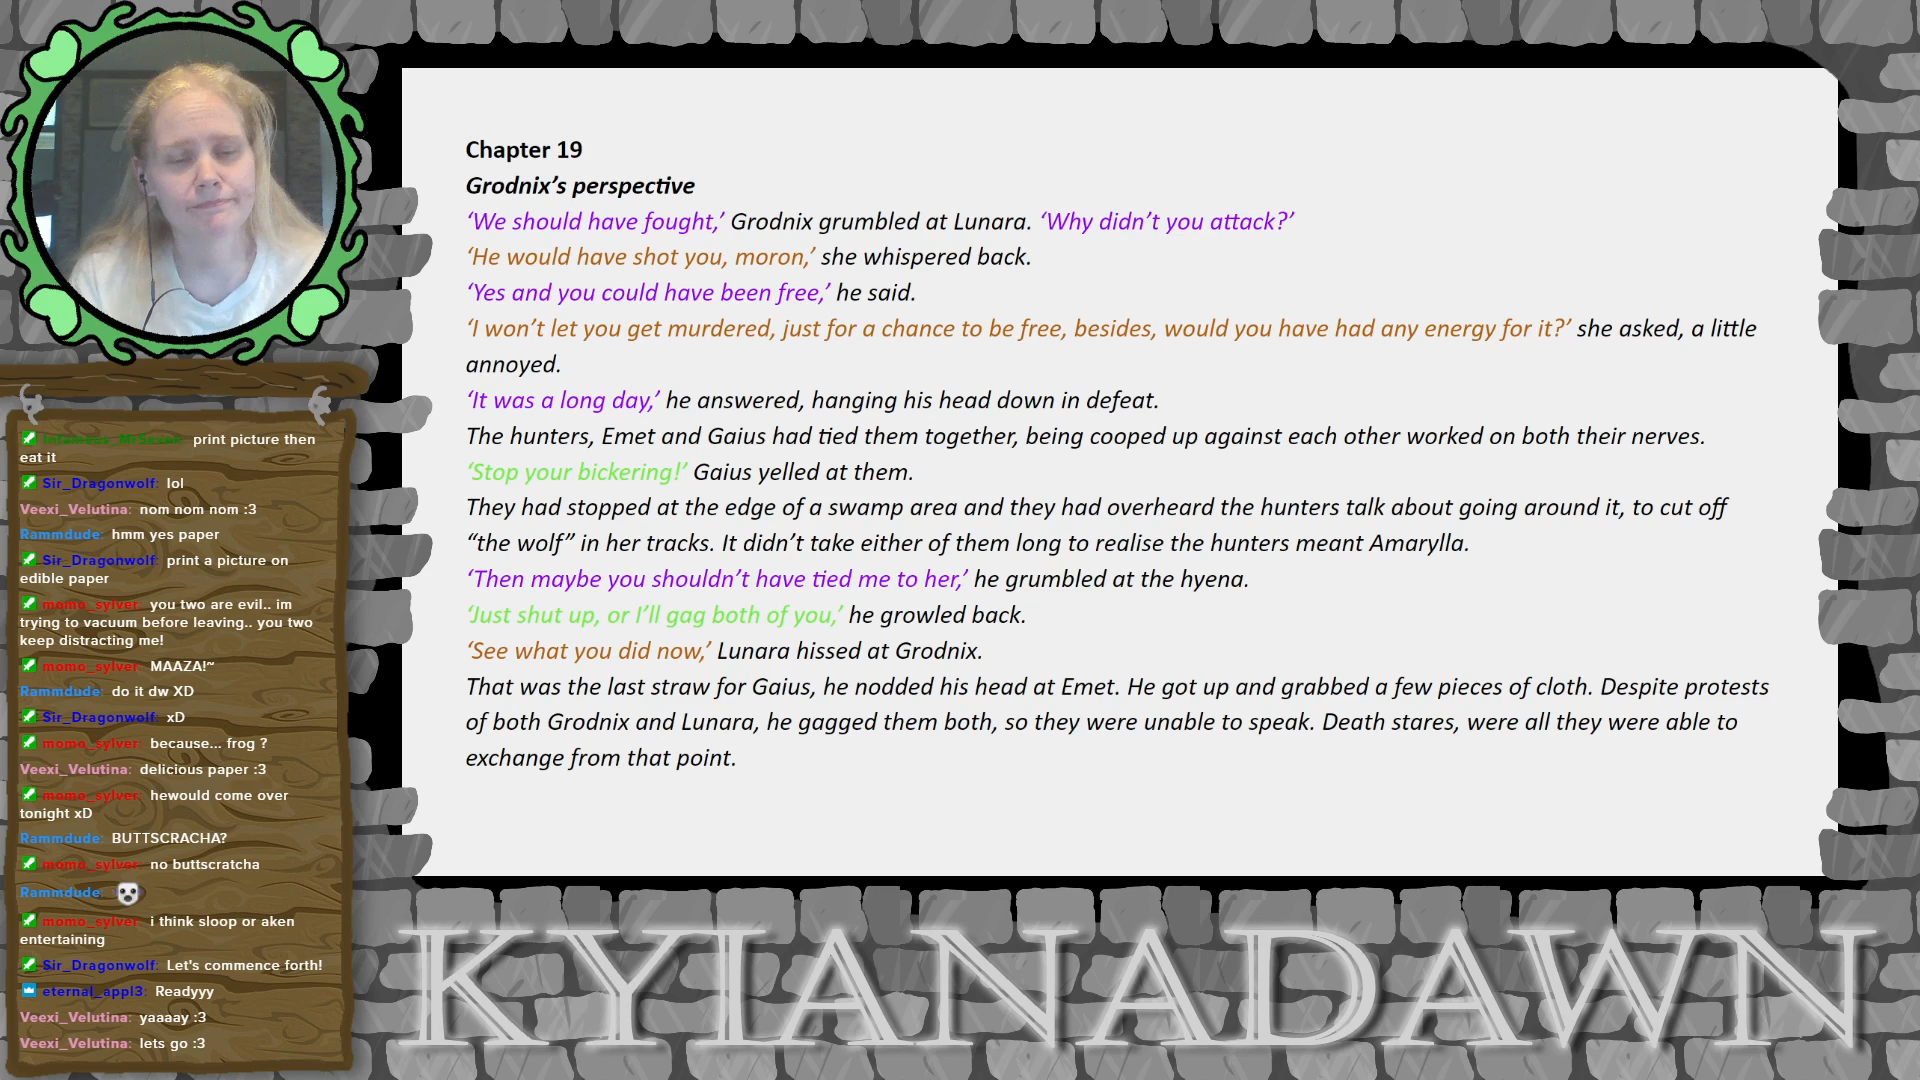 Chapter 19
Grodnix’s perspective
‘We should have fought,’ Grodnix grumbled at Lunara. ‘Why didn’t you attack?’
‘He would have shot you, moron,’ she whispered back.
‘Yes and you could have been free,’ he said.
‘I won’t let you get murdered, just for a chance to be free, besides, would you have had any energy for it?’ she asked, a little
annoyed.
‘It was a long day,’ he answered, hanging his head down in defeat.
The hunters, Emet and Gaius had tied them together, being cooped up against each other worked on both their nerves.
‘Stop your bickering!’ Gaius yelled at them.
They had stopped at the edge of a swamp area and they had overheard the hunters talk about going around it, to cut off
“the wolf” in her tracks. It didn’t take either of them long to realise the hunters meant Amarylla.
‘Then maybe you shouldn’t have tied me to her,’ he grumbled at the hyena.
‘Just shut up, or I’ll gag both of you,’ he growled back.
‘See what you did now,’ Lunara hissed at Grodnix.
That was the last straw for Gaius, he nodded his head at Emet. He got up and grabbed a few pieces of cloth. Despite protests
of both Grodnix and Lunara, he gagged them both, so they were unable to speak. Death stares, were all they were able to
exchange from that point.
print picture then
eat it
Sir_Dragonwolf: lol
Veexi_Velutina: nom nom nom :3
Rammdude: hmm yes paper
Sir_Dragonwolf: print a picture on
edible paper
momo_sylver: you two are evil.. im
trying to vacuum before leaving.. you two
keep distracting me!
momo_sylver: MAAZA!~
Rammdude: do it dw XD
Sir_Dragonwolf: xD
momo_sylver: because... frog ?
Veexi_Velutina: delicious paper :3
momo_sylver: hewould come over
tonight xD
Rammdude: BUTTSCRACHA?
momo_sylver: no buttscratcha
Rammdude:
momo_sylver: i think sloop or aken
entertaining
Sir_Dragonwolf: Let's commence forth!
eternal_appl3: Readyyy
Veexi_Velutina: yaaaay :3
Veexi_Velutina: lets go :3
KYIANADAWN